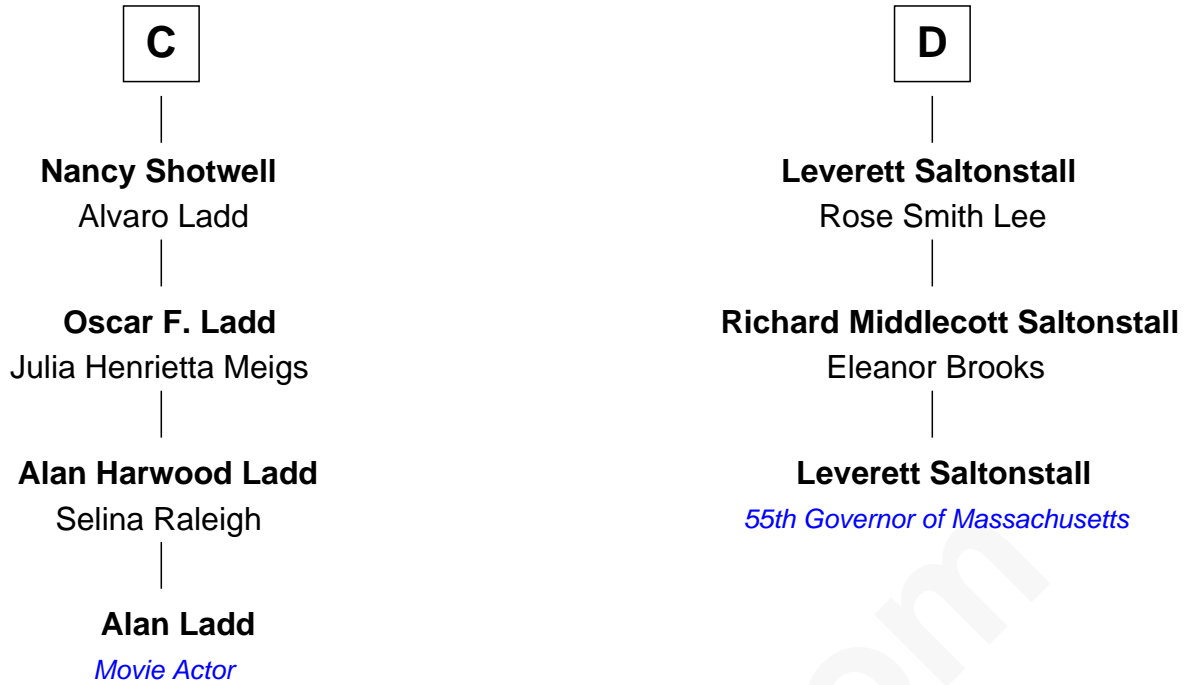 C
Nancy Shotwell
Alvaro Ladd
Oscar F. Ladd
Julia Henrietta Meigs
Alan Harwood Ladd
Selina Raleigh
Alan Ladd
Movie Actor
D
Leverett Saltonstall
Rose Smith Lee
Richard Middlecott Saltonstall
Eleanor Brooks
Leverett Saltonstall
55th Governor of Massachusetts
om